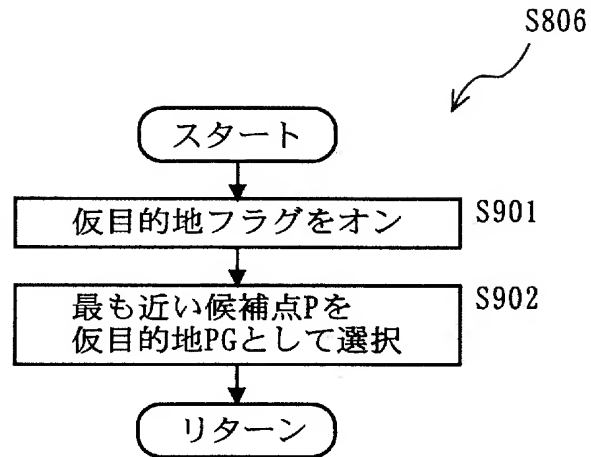 S806
スタート
仮目的地フラグをオン
S901
最も近い候補点Pを
仮目的地PGとして選択
S902
リターン